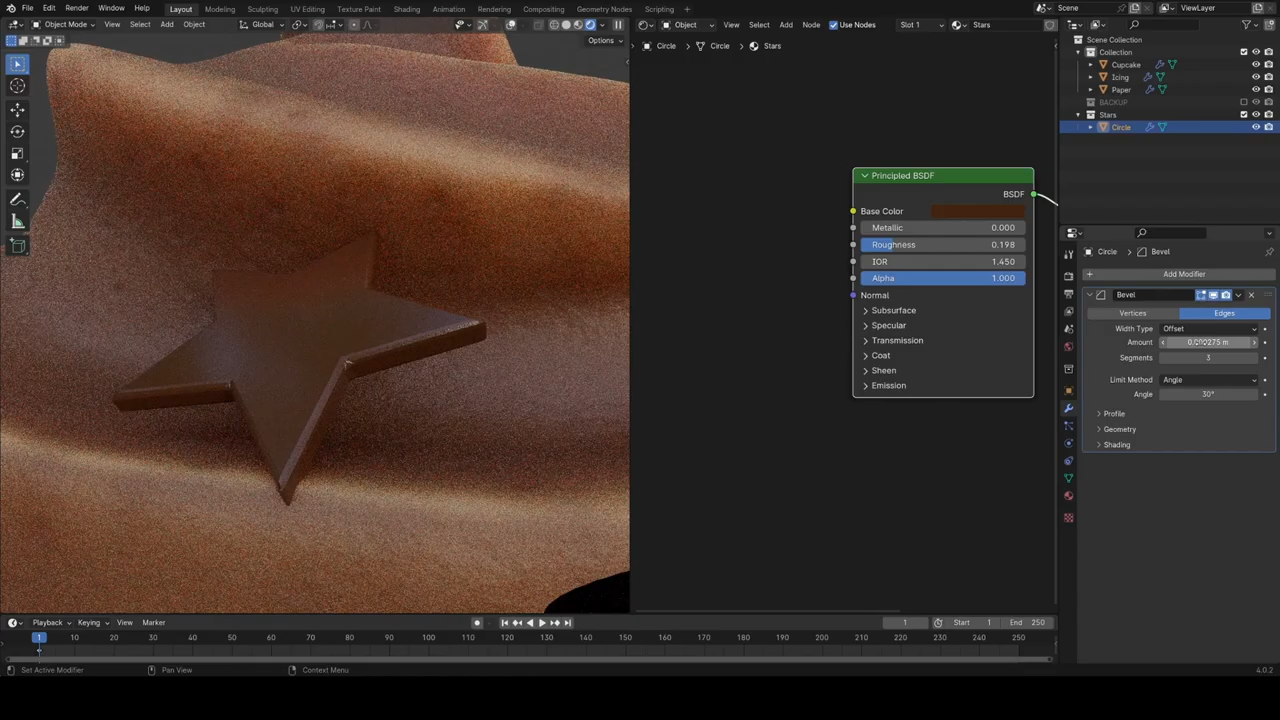 File Edit Render Window Help Layout Modeling Sculpting UV Editing Texture Paint Shading Animation Rendering Compositing Geometry Nodes Scripting Scene ViewLayer
Object Mode View Select Add Object Global Object View Select Add Node Use Nodes Slot 1 Stars
Options
Circle Circle Stars
Scene Collection
Collection
Cupcake
Icing
Paper
BACKUP
Stars
Circle
Principled BSDF
BSDF
Base Color
Metallic 0.000
Roughness 0.198
IOR 1.450
Alpha 1.000
Normal
Subsurface
Specular
Transmission
Coat
Sheen
Emission
Circle Bevel
Add Modifier
Bevel
Vertices Edges
Width Type Offset
Amount 0.000275 m
Segments 3
Limit Method Angle
Angle 30°
Profile
Geometry
Shading
Playback Keying View Marker 1 Start 1 End 250
1 10 20 30 40 50 60 70 80 90 100 110 120 130 140 150 160 170 180 190 200 210 220 230 240 250
Set Active Modifier Pan View Context Menu 4.0.2